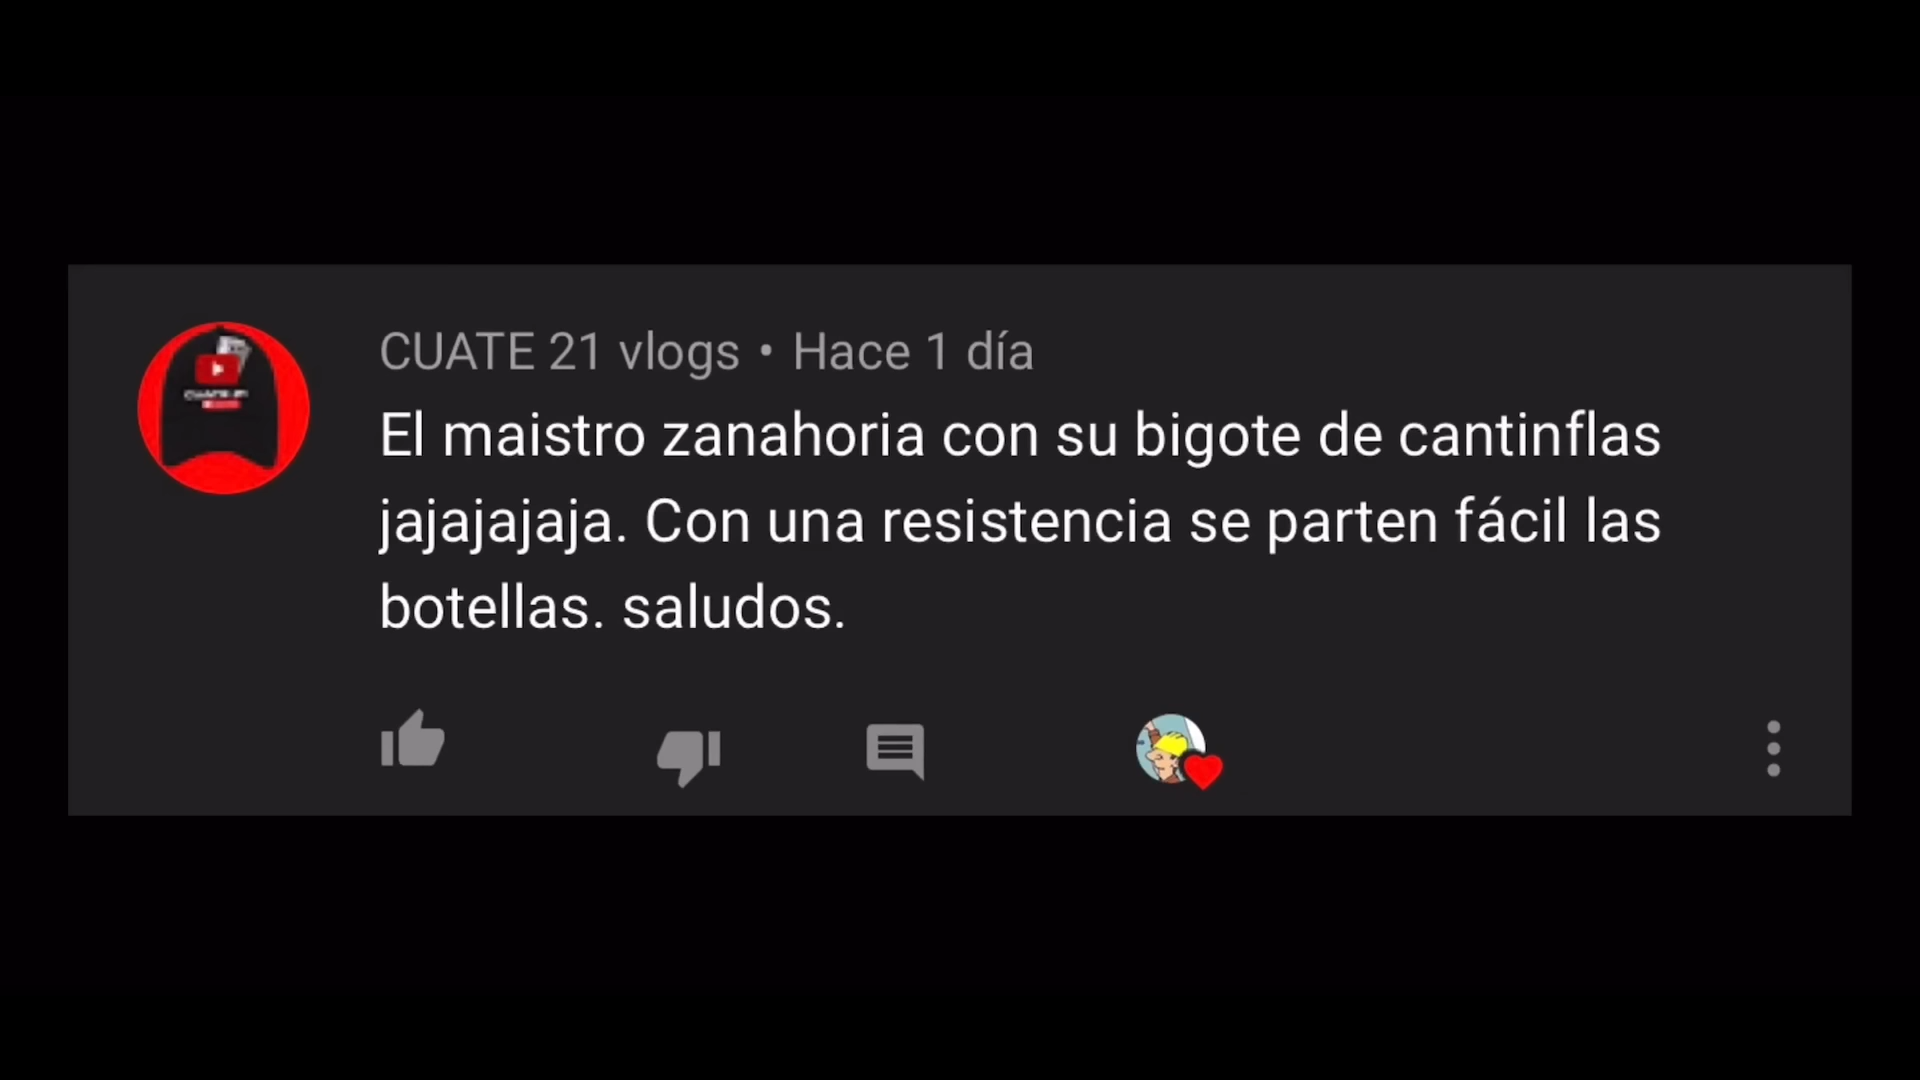 CUATE 21 vlogs • Hace 1 día
El maistro zanahoria con su bigote de cantinflas
jajajajaja. Con una resistencia se parten fácil las
botellas. saludos.